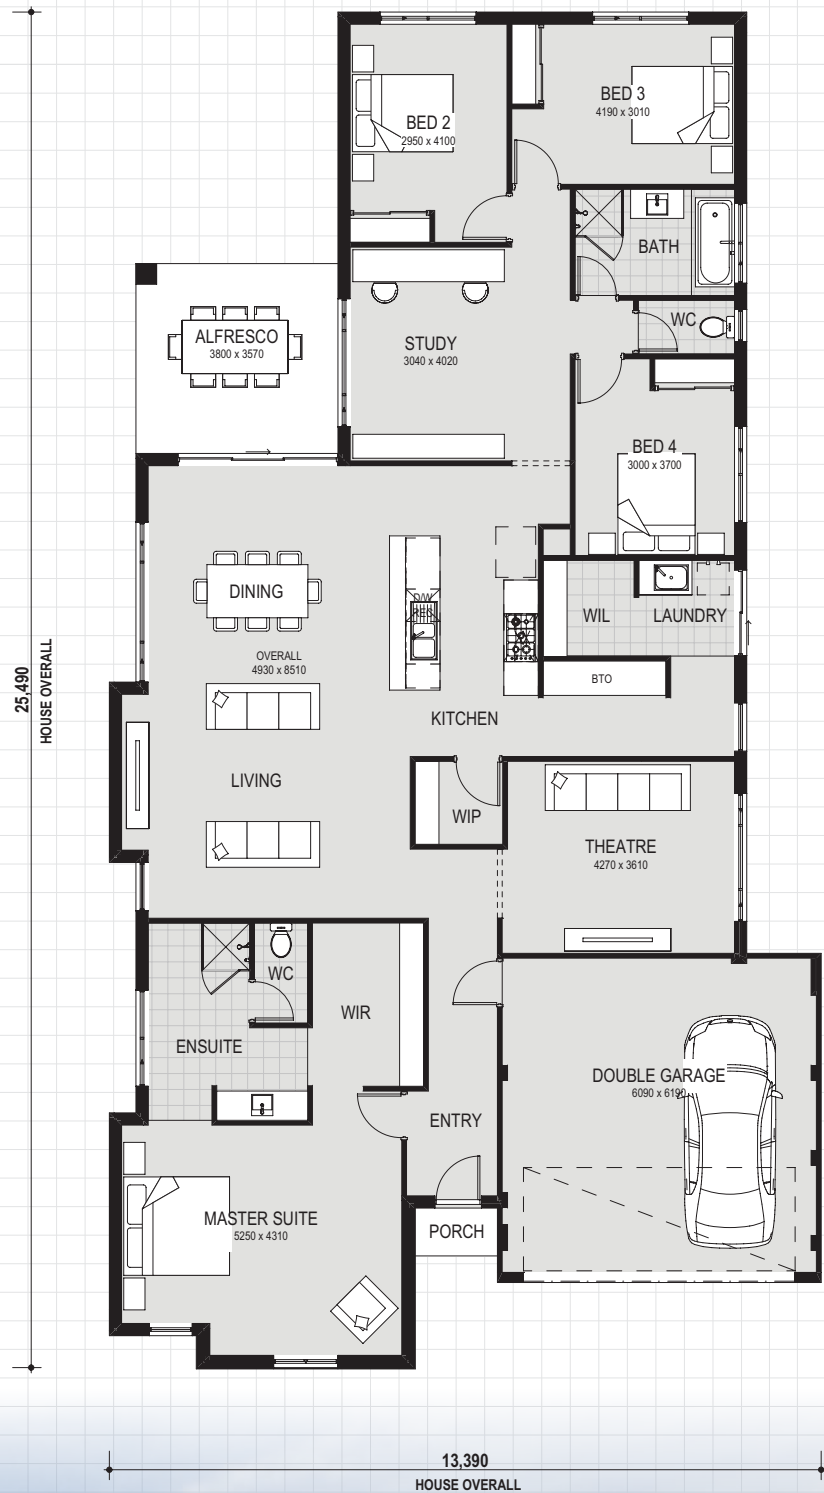 BED 2
2950 x 4100
BED 3
4190 x 3010
BATH
WC
ALFRESCO
3800 x 3570
STUDY
3040 x 4020
BED 4
3000 x 3700
DINING
D/W
REC
WIL
LAUNDRY
OVERALL
4930 x 8510
BTO
25,490
HOUSE OVERALL
KITCHEN
LIVING
WIP
THEATRE
4270 x 3610
WC
WIR
ENSUITE
DOUBLE GARAGE
6090 x 6190
ENTRY
MASTER SUITE
5250 x 4310
PORCH
13,390
HOUSE OVERALL